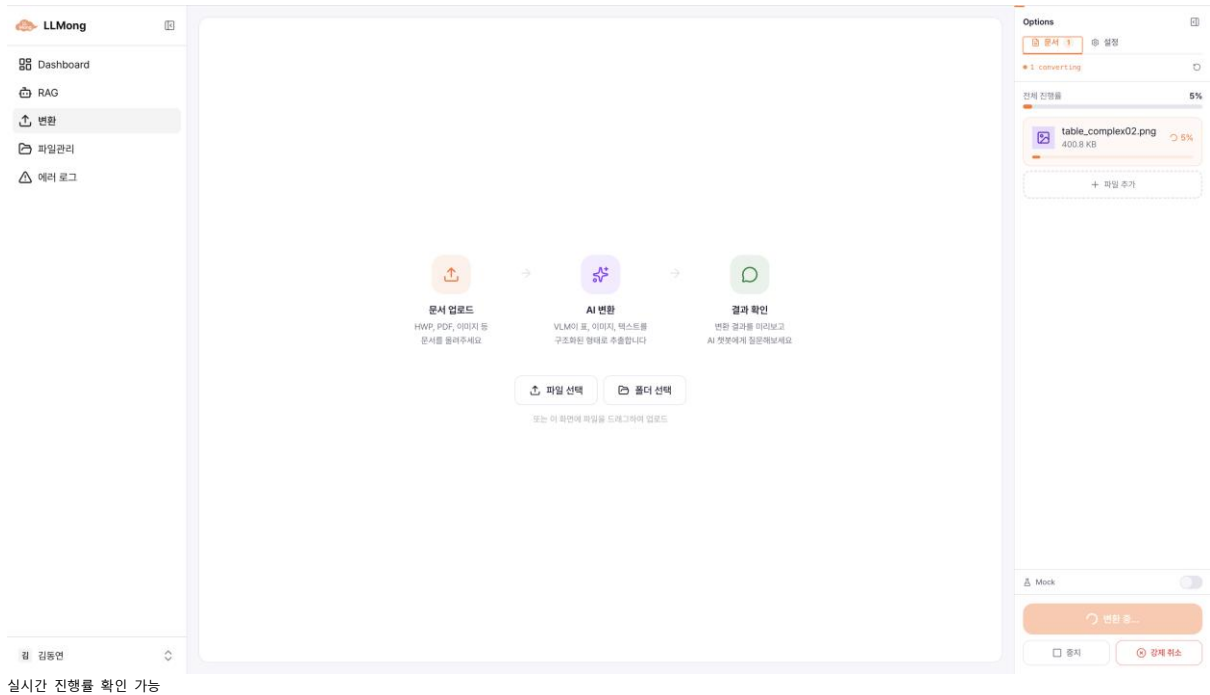 LLMong
Dashboard
RAG
변환
파일관리
에러 로그
김 김동연
문서 업로드
HWP, PDF, 이미지 등
문서를 올려주세요
AI 변환
VLM이 표, 이미지, 텍스트를
구조화된 형태로 추출합니다
결과 확인
변환 결과를 미리보고
AI 챗봇에게 질문해보세요
파일 선택
폴더 선택
또는 이 화면에 파일을 드래그하여 업로드
Options
문서 1
설정
1 converting
전체 진행률 5%
table_complex02.png
400.8 KB
5%
+ 파일 추가
Mock
변환 중...
중지
강제 취소
실시간 진행률 확인 가능